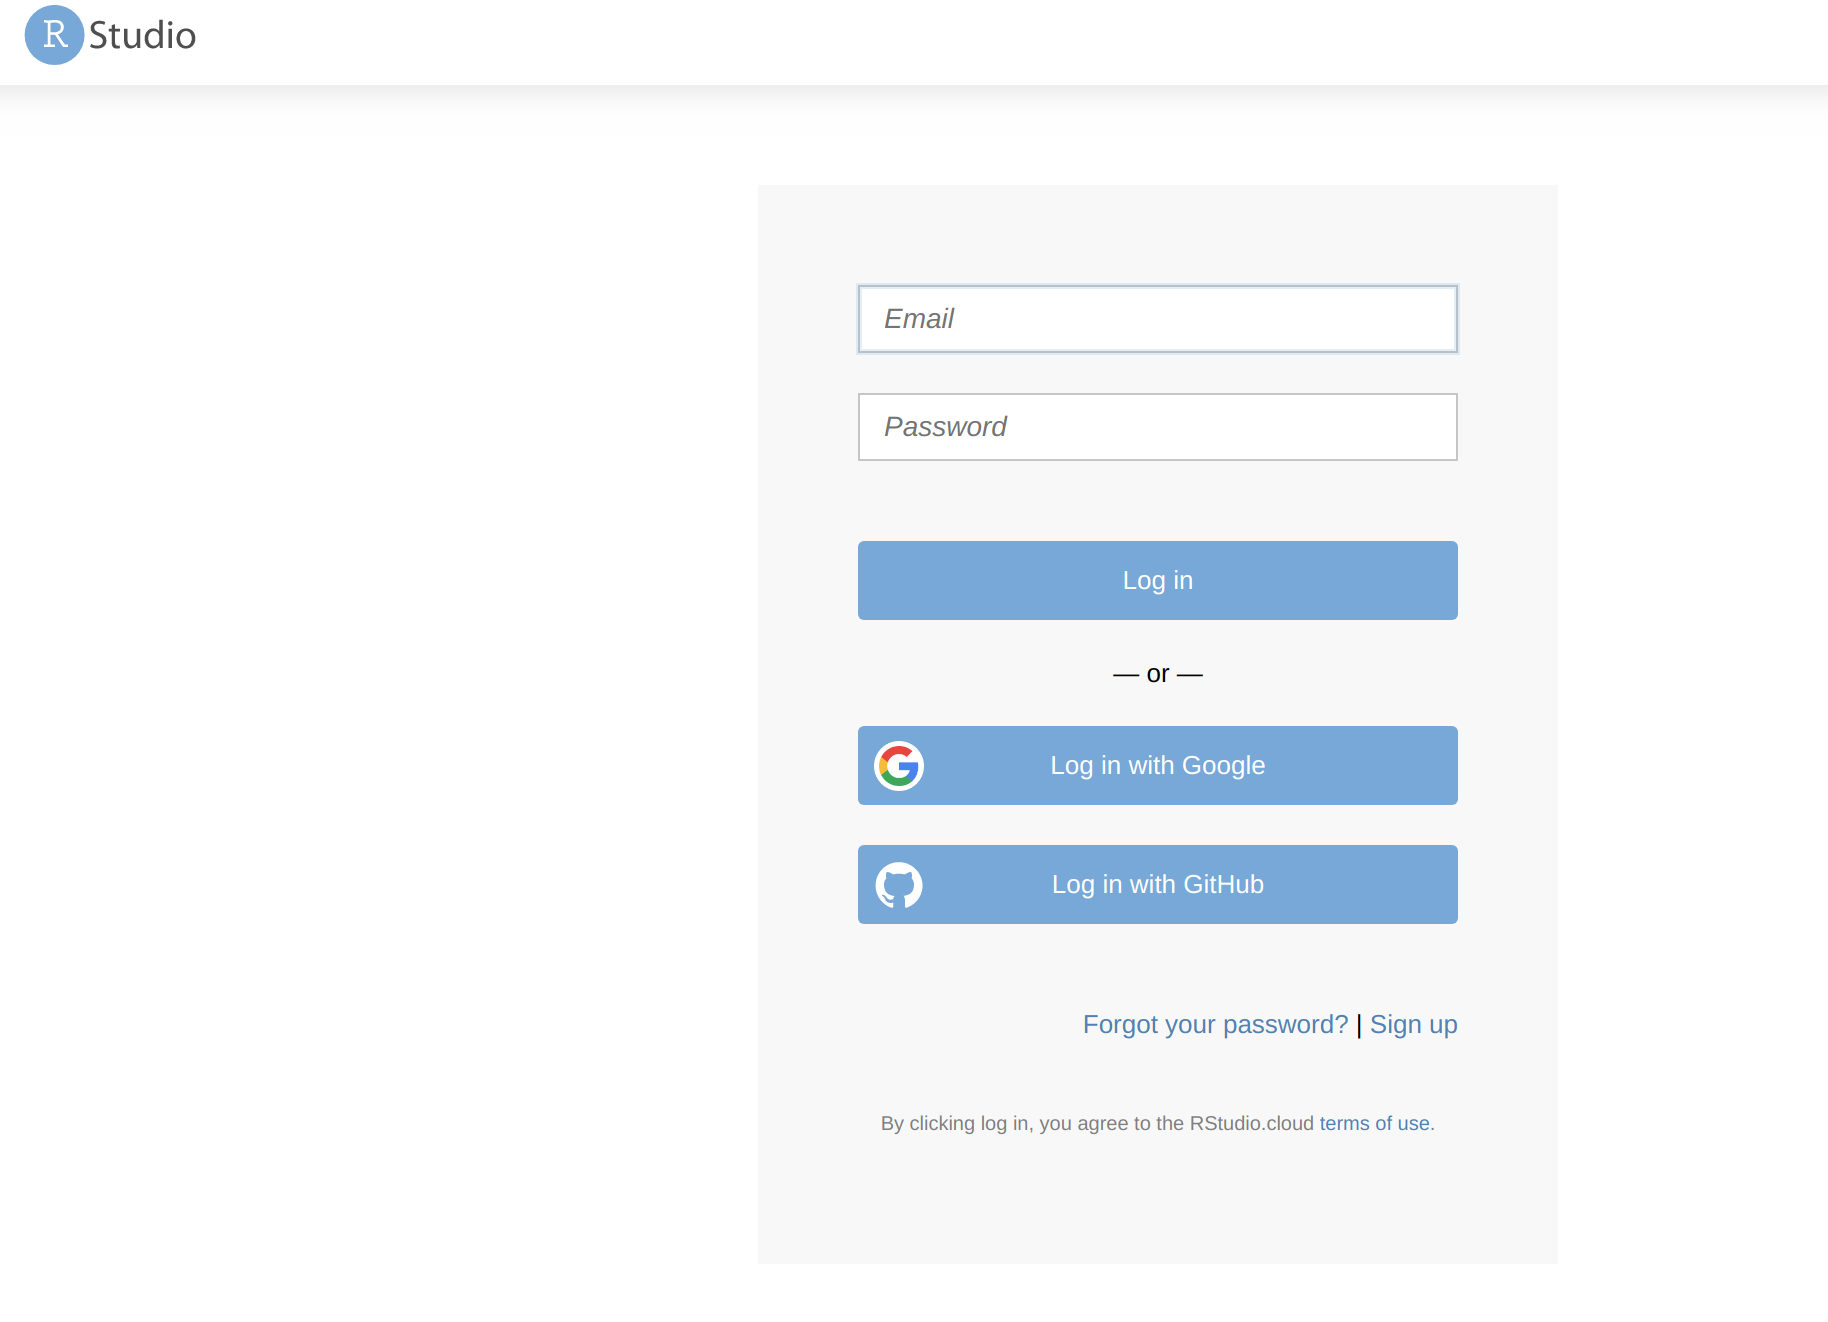 R Studio
Email
Password
Log in
— or —
Log in with Google
Log in with GitHub
Forgot your password? | Sign up
By clicking log in, you agree to the RStudio.cloud terms of use.